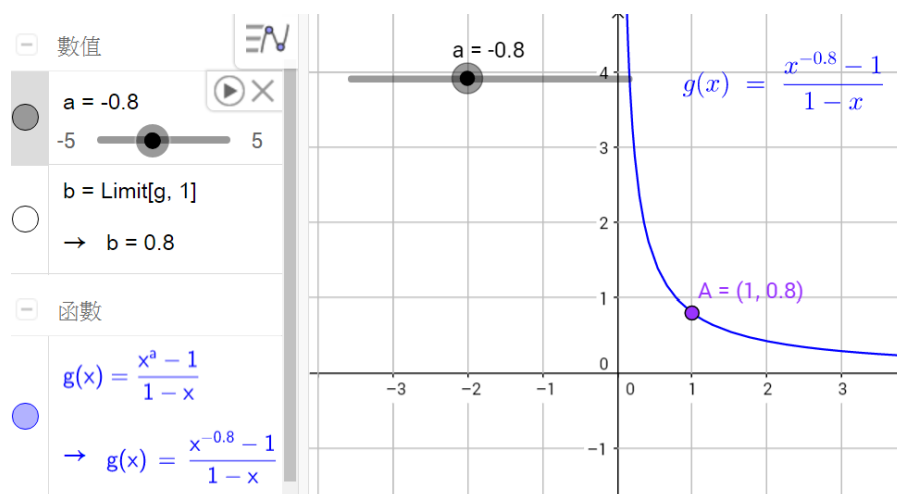 數值
a = -0.8
-5 5
b = Limit[g, 1]
→ b = 0.8
函數
g(x) = (x^a − 1)/(1 − x)
→ g(x) = (x^−0.8 − 1)/(1 − x)
a = -0.8
g(x) = (x^−0.8 − 1)/(1 − x)
4
3
2
1
A = (1, 0.8)
0
−3 −2 −1 0 1 2 3
−1